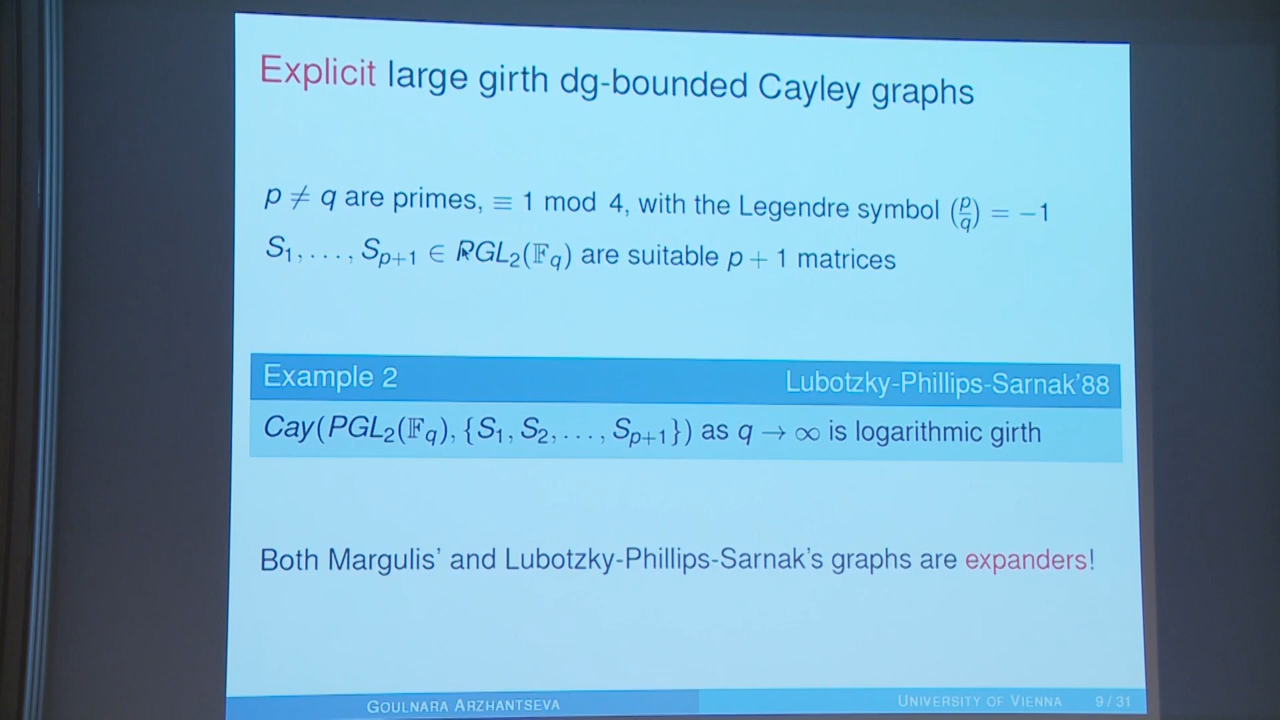 Explicit large girth dg-bounded Cayley graphs
p ≠ q are primes, ≡ 1 mod 4, with the Legendre symbol (p/q) = −1
S₁, . . . , Sₚ₊₁ ∈ PGL₂(𝔽_q) are suitable p + 1 matrices
Example 2 Lubotzky-Phillips-Sarnak'88
Cay(PGL₂(𝔽_q), {S₁, S₂, . . . , Sₚ₊₁}) as q → ∞ is logarithmic girth
Both Margulis' and Lubotzky-Phillips-Sarnak's graphs are expanders!
GOULNARA ARZHANTSEVA UNIVERSITY OF VIENNA 9 / 31